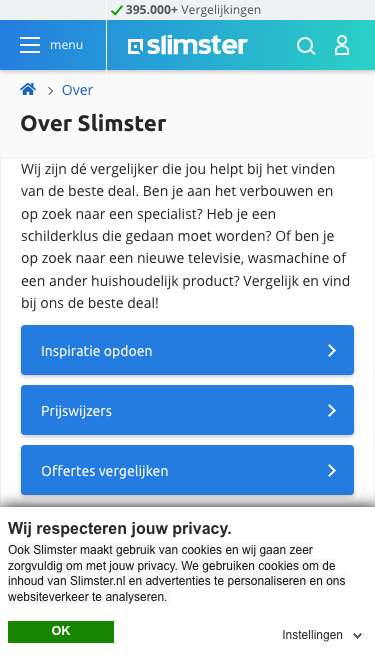 395.000+ Vergelijkingen
menu
slimster
Over
Over Slimster
Wij zijn dé vergelijker die jou helpt bij het vinden
van de beste deal. Ben je aan het verbouwen en
op zoek naar een specialist? Heb je een
schilderklus die gedaan moet worden? Of ben je
op zoek naar een nieuwe televisie, wasmachine of
een ander huishoudelijk product? Vergelijk en vind
bij ons de beste deal!
Inspiratie opdoen
Prijswijzers
Offertes vergelijken
Wij respecteren jouw privacy.
Ook Slimster maakt gebruik van cookies en wij gaan zeer
zorgvuldig om met jouw privacy. We gebruiken cookies om de
inhoud van Slimster.nl en advertenties te personaliseren en ons
websiteverkeer te analyseren.
OK
Instellingen